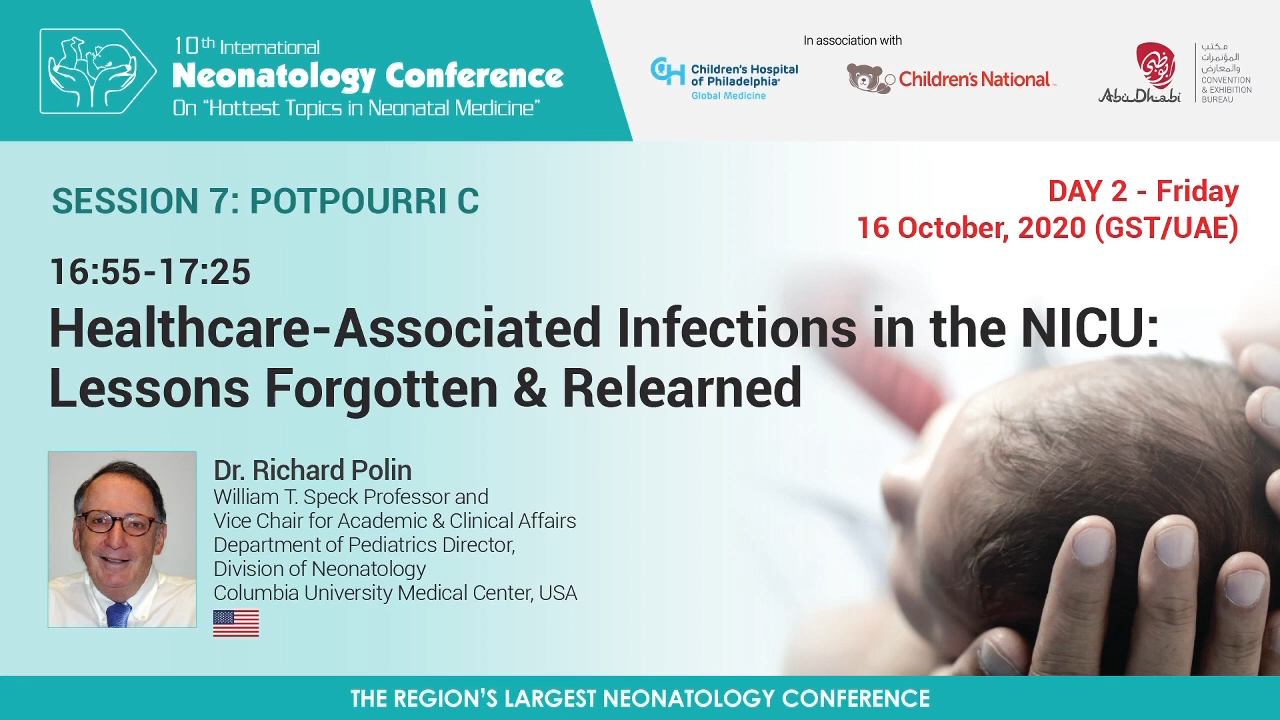 10th International
Neonatology Conference
On "Hottest Topics in Neonatal Medicine"
In association with
Children's Hospital
of Philadelphia
Global Medicine
Children's National
أبوظبي
Abu Dhabi
مكتب
المؤتمرات
والمعارض
CONVENTION
& EXHIBITION
BUREAU
SESSION 7: POTPOURRI C
DAY 2 - Friday
16 October, 2020 (GST/UAE)
16:55-17:25
Healthcare-Associated Infections in the NICU:
Lessons Forgotten & Relearned
Dr. Richard Polin
William T. Speck Professor and
Vice Chair for Academic & Clinical Affairs
Department of Pediatrics Director,
Division of Neonatology
Columbia University Medical Center, USA
THE REGION'S LARGEST NEONATOLOGY CONFERENCE